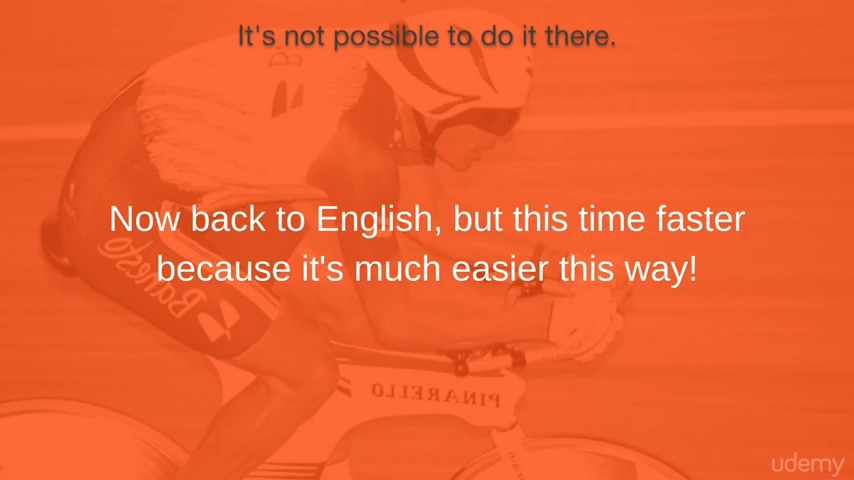 It's not possible to do it there.
Now back to English, but this time faster
because it's much easier this way!
Banesto
PINARELLO
udemy